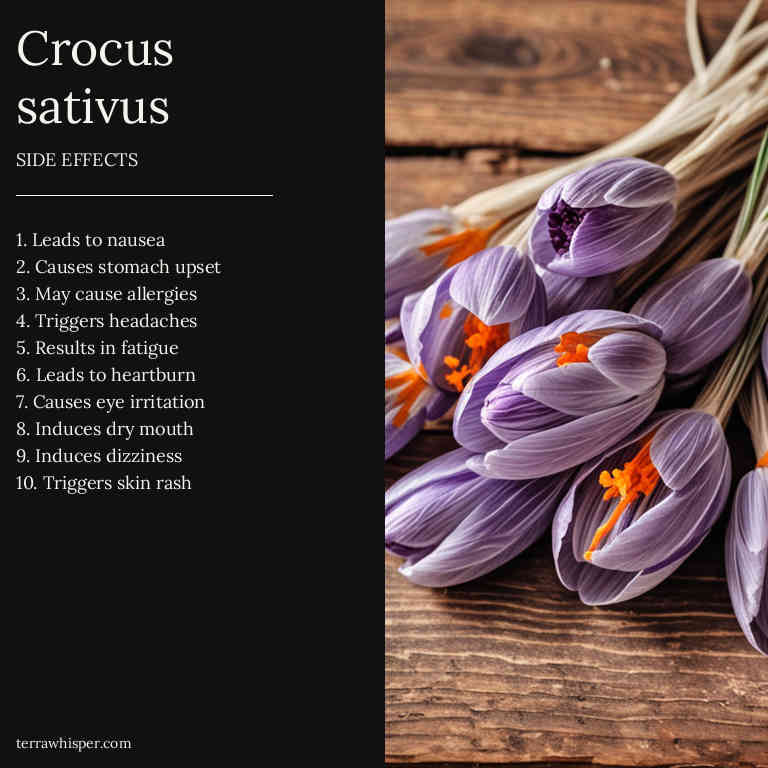 Crocus
sativus
SIDE EFFECTS
1. Leads to nausea
2. Causes stomach upset
3. May cause allergies
4. Triggers headaches
5. Results in fatigue
6. Leads to heartburn
7. Causes eye irritation
8. Induces dry mouth
9. Induces dizziness
10. Triggers skin rash
terrawhisper.com